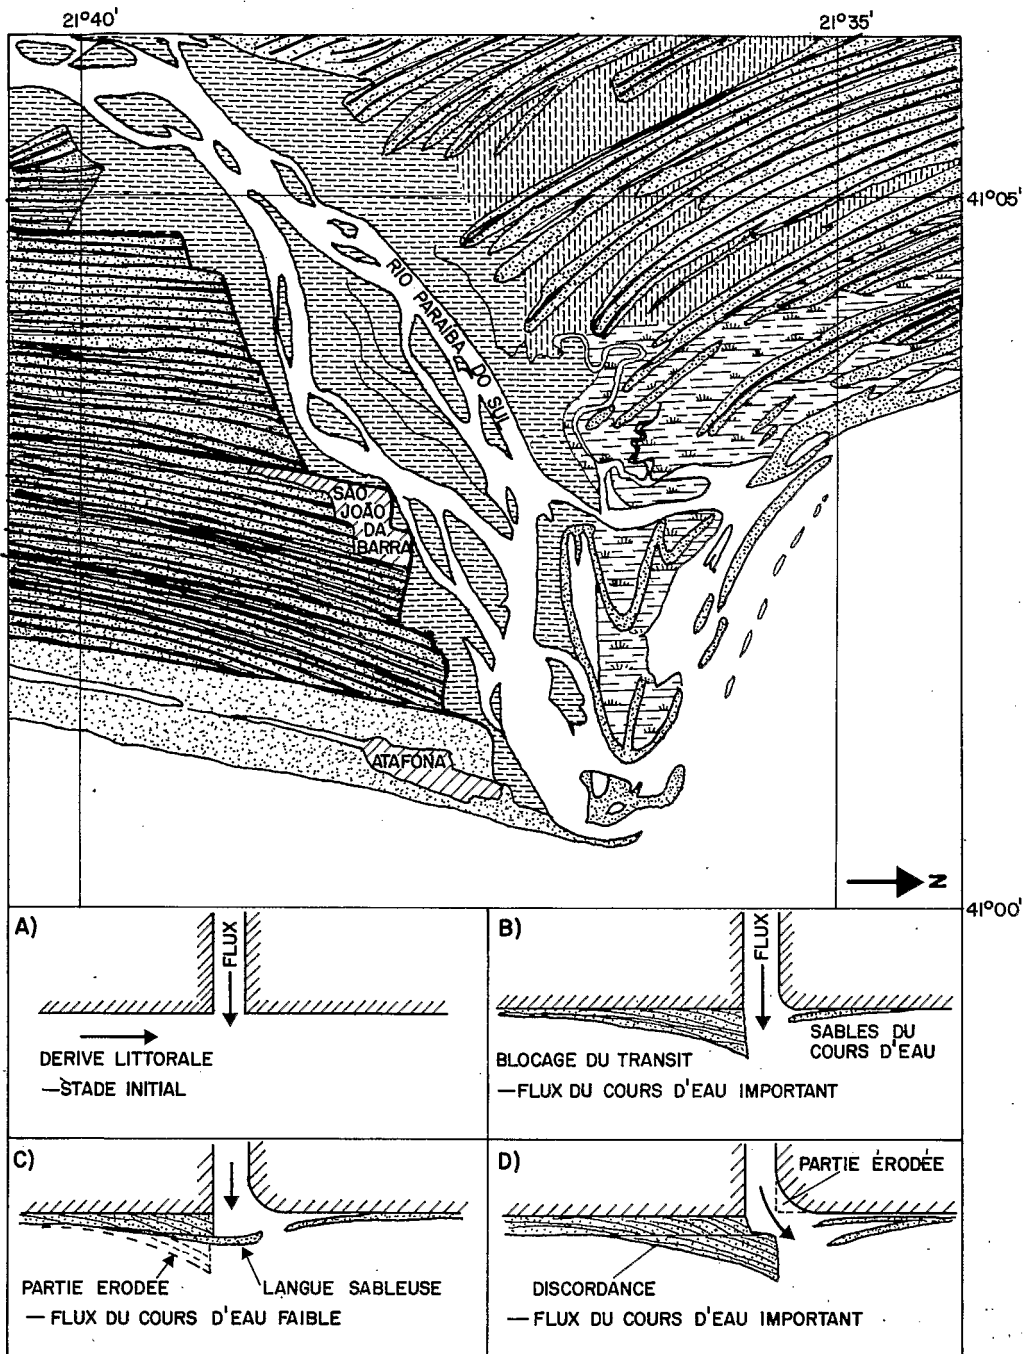 21°40'
21°35'
41°05'
RIO PARAÍBA DO SUL
SÃO
JOÃO
DA
BARRA
ATAFONA
N
41°00'
A)
FLUX
DERIVE LITTORALE
—STADE INITIAL
B)
FLUX
SABLES DU
COURS D'EAU
BLOCAGE DU TRANSIT
—FLUX DU COURS D'EAU IMPORTANT
C)
PARTIE ERODEE
LANGUE SABLEUSE
— FLUX DU COURS D'EAU FAIBLE
D)
PARTIE ÉRODÉE
DISCORDANCE
— FLUX DU COURS D'EAU IMPORTANT